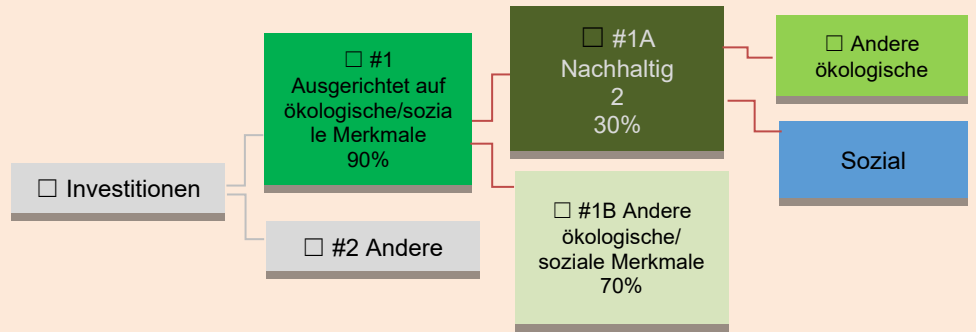 ☐ Investitionen
☐ #1
Ausgerichtet auf
ökologische/sozia
le Merkmale
90%
☐ #2 Andere
☐ #1A
Nachhaltig
2
30%
☐ #1B Andere
ökologische/
soziale Merkmale
70%
☐ Andere
ökologische
Sozial